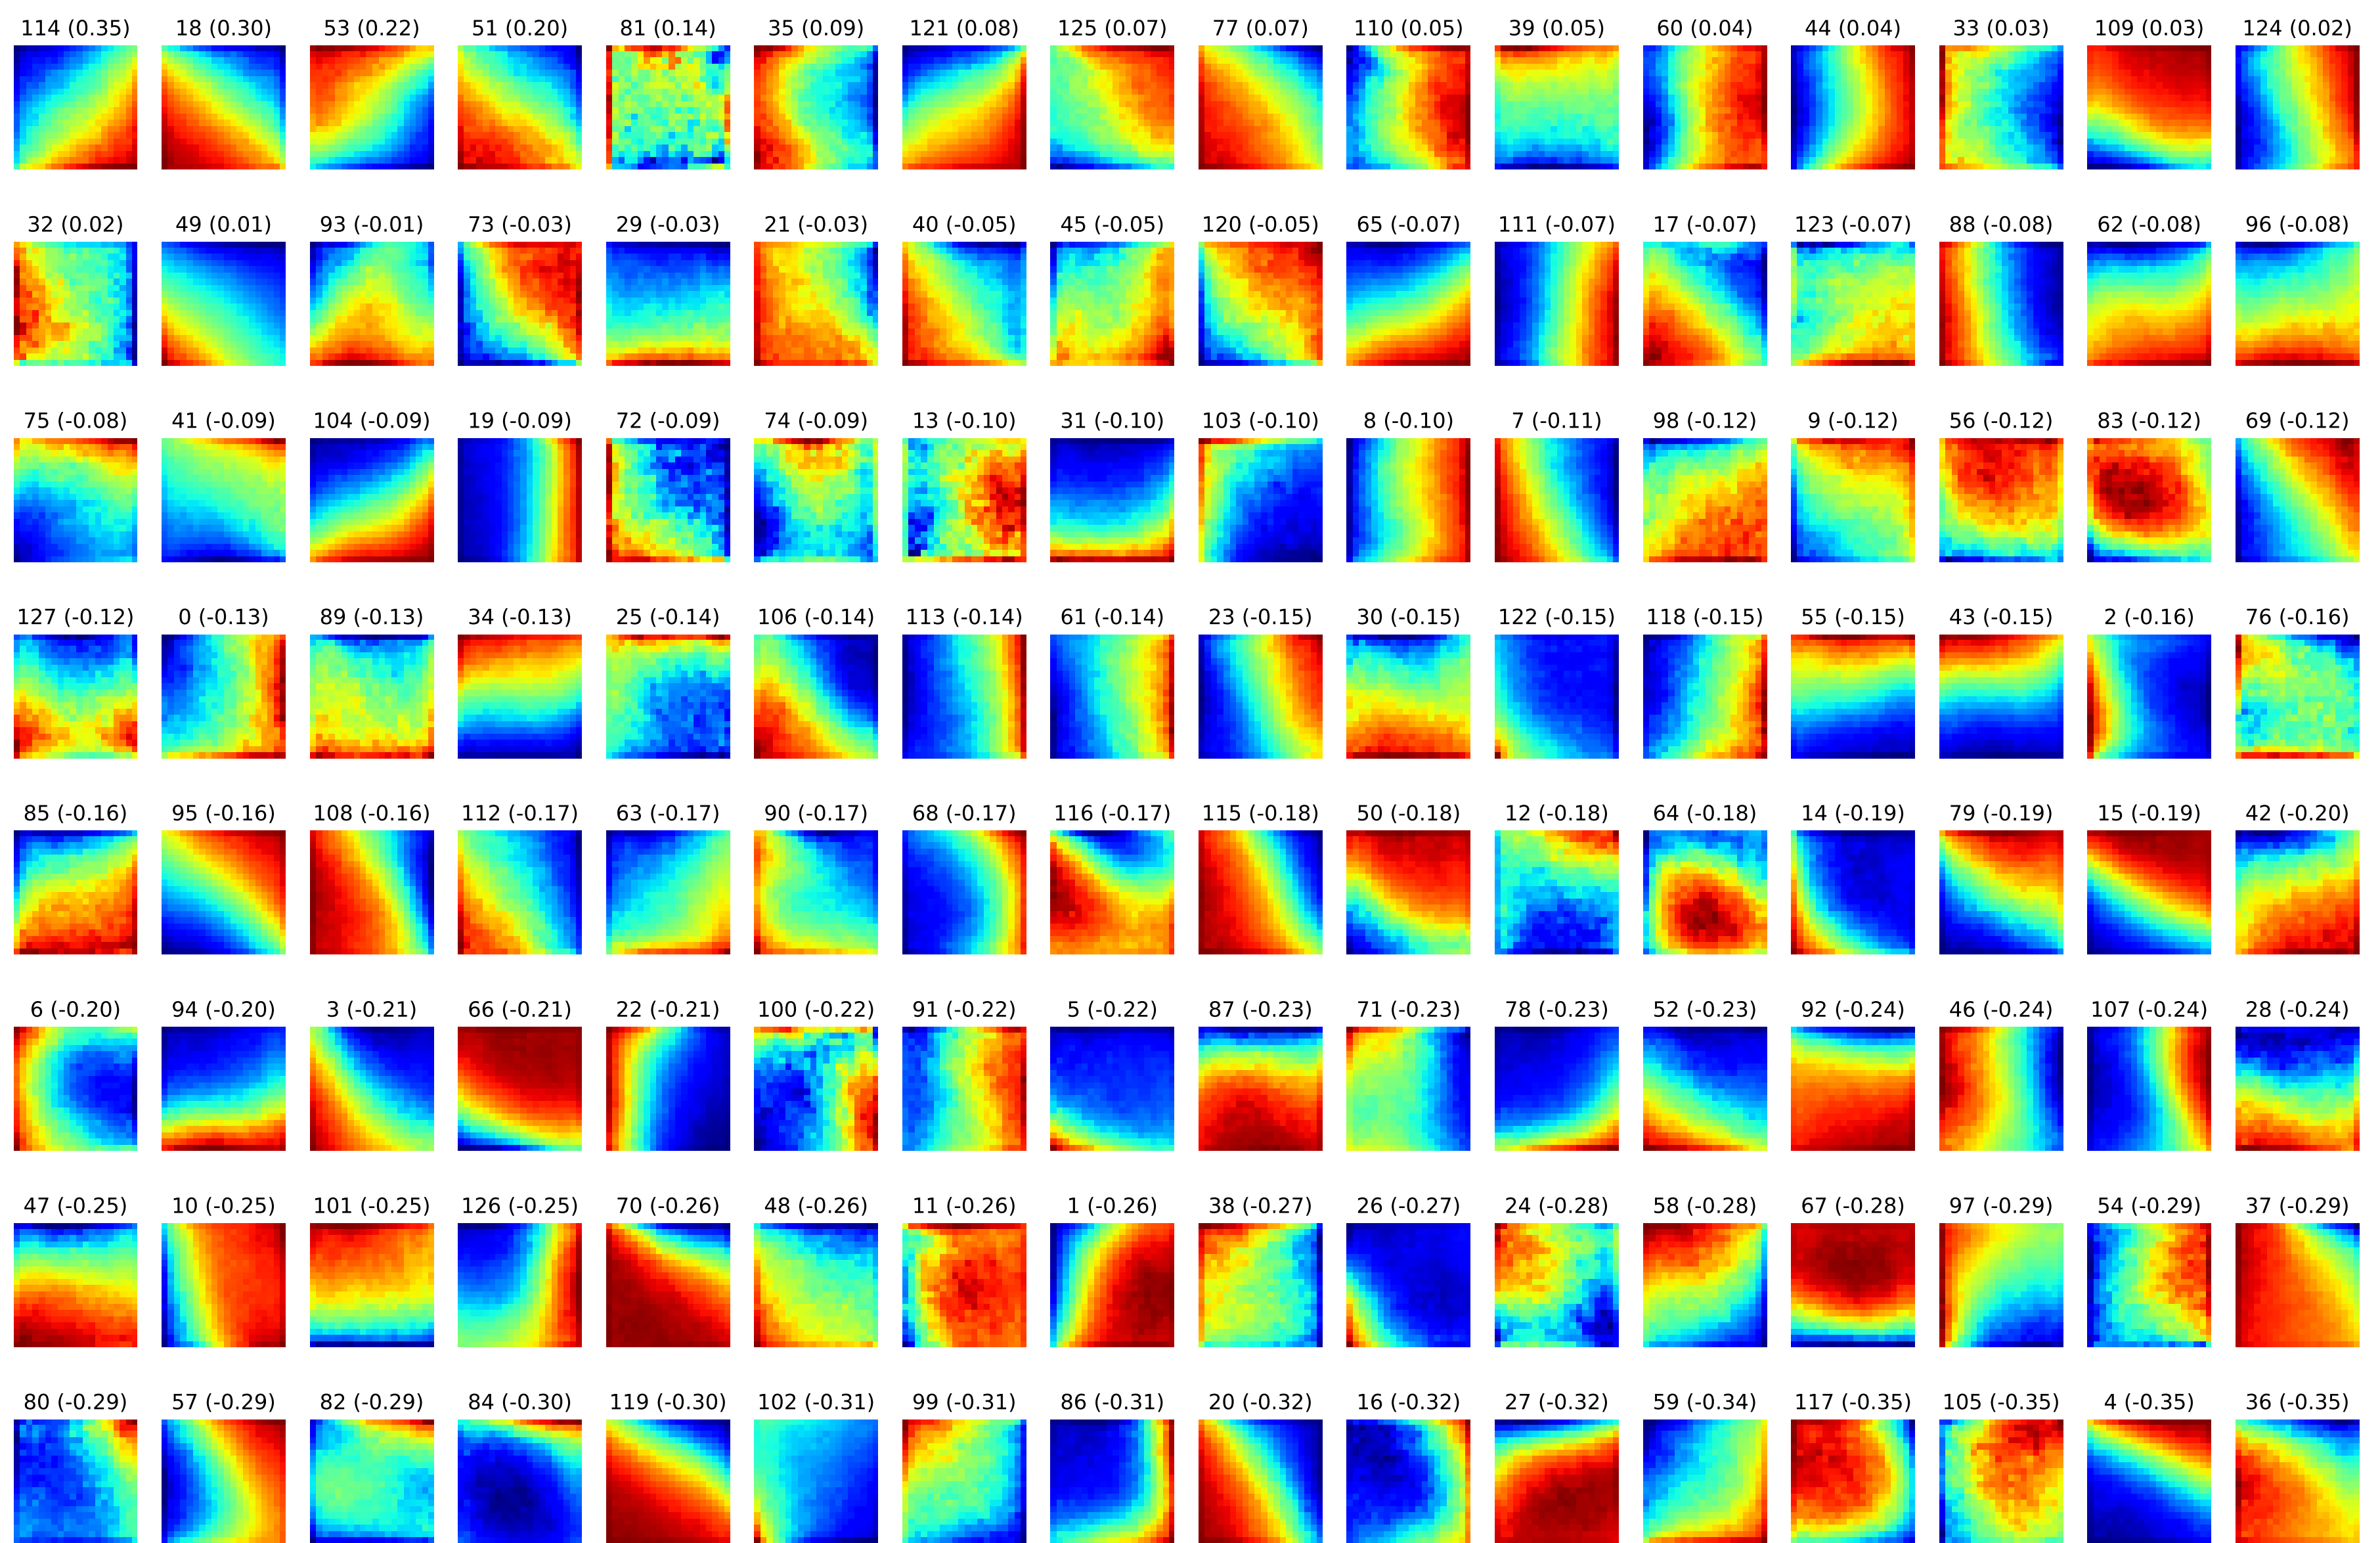 114 (0.35) 18 (0.30) 53 (0.22) 51 (0.20) 81 (0.14) 35 (0.09) 121 (0.08) 125 (0.07) 77 (0.07) 110 (0.05) 39 (0.05) 60 (0.04) 44 (0.04) 33 (0.03) 109 (0.03) 124 (0.02)
32 (0.02) 49 (0.01) 93 (-0.01) 73 (-0.03) 29 (-0.03) 21 (-0.03) 40 (-0.05) 45 (-0.05) 120 (-0.05) 65 (-0.07) 111 (-0.07) 17 (-0.07) 123 (-0.07) 88 (-0.08) 62 (-0.08) 96 (-0.08)
75 (-0.08) 41 (-0.09) 104 (-0.09) 19 (-0.09) 72 (-0.09) 74 (-0.09) 13 (-0.10) 31 (-0.10) 103 (-0.10) 8 (-0.10) 7 (-0.11) 98 (-0.12) 9 (-0.12) 56 (-0.12) 83 (-0.12) 69 (-0.12)
127 (-0.12) 0 (-0.13) 89 (-0.13) 34 (-0.13) 25 (-0.14) 106 (-0.14) 113 (-0.14) 61 (-0.14) 23 (-0.15) 30 (-0.15) 122 (-0.15) 118 (-0.15) 55 (-0.15) 43 (-0.15) 2 (-0.16) 76 (-0.16)
85 (-0.16) 95 (-0.16) 108 (-0.16) 112 (-0.17) 63 (-0.17) 90 (-0.17) 68 (-0.17) 116 (-0.17) 115 (-0.18) 50 (-0.18) 12 (-0.18) 64 (-0.18) 14 (-0.19) 79 (-0.19) 15 (-0.19) 42 (-0.20)
6 (-0.20) 94 (-0.20) 3 (-0.21) 66 (-0.21) 22 (-0.21) 100 (-0.22) 91 (-0.22) 5 (-0.22) 87 (-0.23) 71 (-0.23) 78 (-0.23) 52 (-0.23) 92 (-0.24) 46 (-0.24) 107 (-0.24) 28 (-0.24)
47 (-0.25) 10 (-0.25) 101 (-0.25) 126 (-0.25) 70 (-0.26) 48 (-0.26) 11 (-0.26) 1 (-0.26) 38 (-0.27) 26 (-0.27) 24 (-0.28) 58 (-0.28) 67 (-0.28) 97 (-0.29) 54 (-0.29) 37 (-0.29)
80 (-0.29) 57 (-0.29) 82 (-0.29) 84 (-0.30) 119 (-0.30) 102 (-0.31) 99 (-0.31) 86 (-0.31) 20 (-0.32) 16 (-0.32) 27 (-0.32) 59 (-0.34) 117 (-0.35) 105 (-0.35) 4 (-0.35) 36 (-0.35)